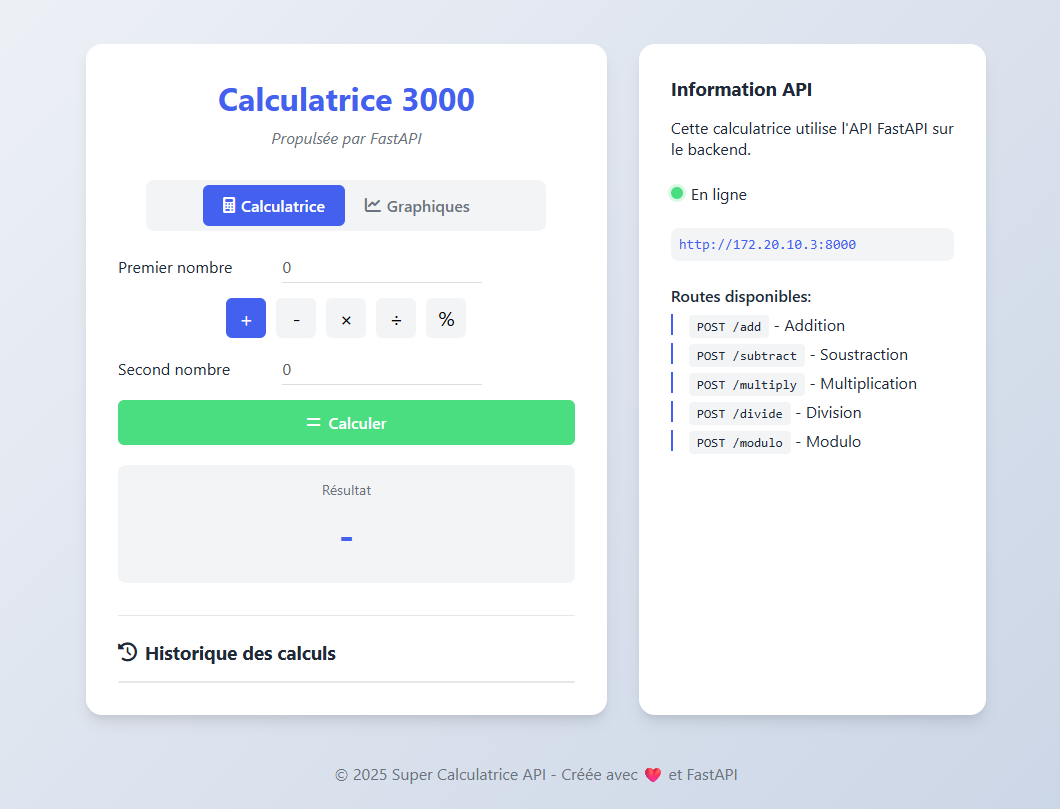 Calculatrice 3000
Propulsée par FastAPI
Calculatrice
Graphiques
Premier nombre
0
+ - × ÷ %
Second nombre
0
Calculer
Résultat
-
Historique des calculs
Information API
Cette calculatrice utilise l'API FastAPI sur
le backend.
En ligne
http://172.20.10.3:8000
Routes disponibles:
POST /add - Addition
POST /subtract - Soustraction
POST /multiply - Multiplication
POST /divide - Division
POST /modulo - Modulo
© 2025 Super Calculatrice API - Créée avec ❤️ et FastAPI